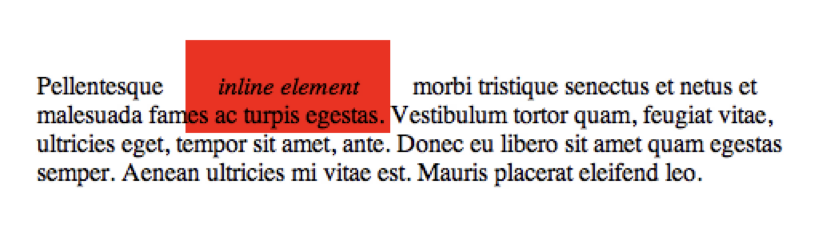 Pellentesque inline element morbi tristique senectus et netus et
malesuada fames ac turpis egestas. Vestibulum tortor quam, feugiat vitae,
ultricies eget, tempor sit amet, ante. Donec eu libero sit amet quam egestas
semper. Aenean ultricies mi vitae est. Mauris placerat eleifend leo.